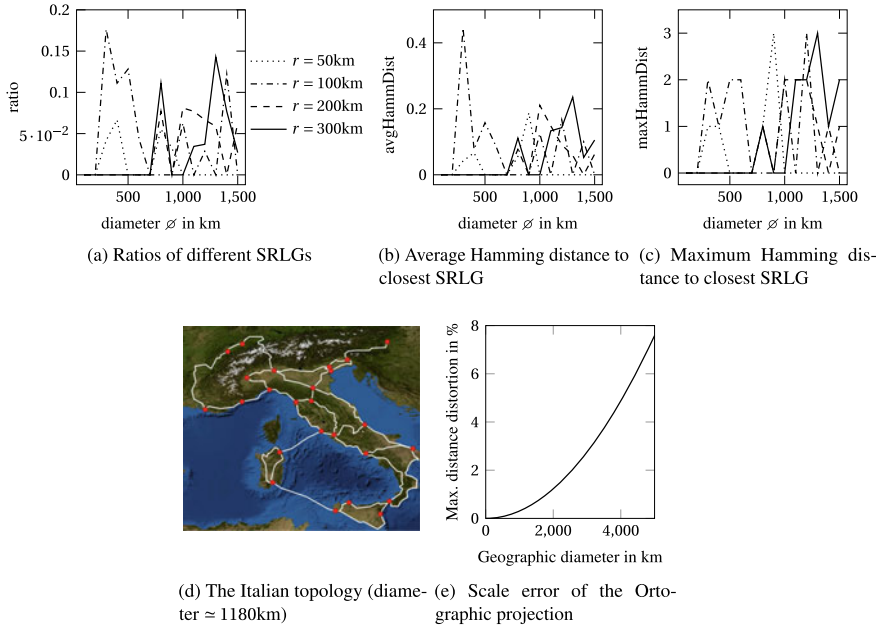 0.2
0.15
0.1
5 · 10⁻²
0
ratio
500 1,000 1,500
diameter ⌀ in km
r = 50km
r = 100km
r = 200km
r = 300km
(a) Ratios of different SRLGs
0.4
0.2
0
avgHammDist
500 1,000 1,500
diameter ⌀ in km
(b) Average Hamming distance to
closest SRLG
3
2
1
0
maxHammDist
500 1,000 1,500
diameter ⌀ in km
(c) Maximum Hamming dis-
tance to closest SRLG
(d) The Italian topology (diame-
ter ≃ 1180km)
8
6
4
2
0
Max. distance distortion in %
0 2,000 4,000
Geographic diameter in km
(e) Scale error of the Orto-
graphic projection